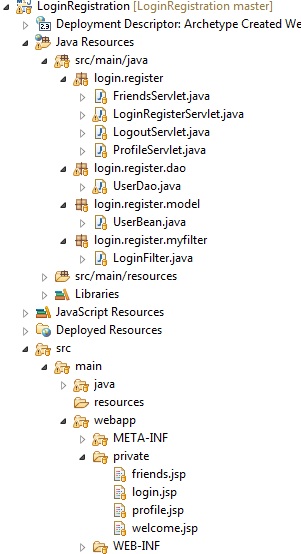 LoginRegistration [LoginRegistration master]
Deployment Descriptor: Archetype Created We
Java Resources
src/main/java
login.register
FriendsServlet.java
LoginRegisterServlet.java
LogoutServlet.java
ProfileServlet.java
login.register.dao
UserDao.java
login.register.model
UserBean.java
login.register.myfilter
LoginFilter.java
src/main/resources
Libraries
JavaScript Resources
Deployed Resources
src
main
java
resources
webapp
META-INF
private
friends.jsp
login.jsp
profile.jsp
welcome.jsp
WEB-INF